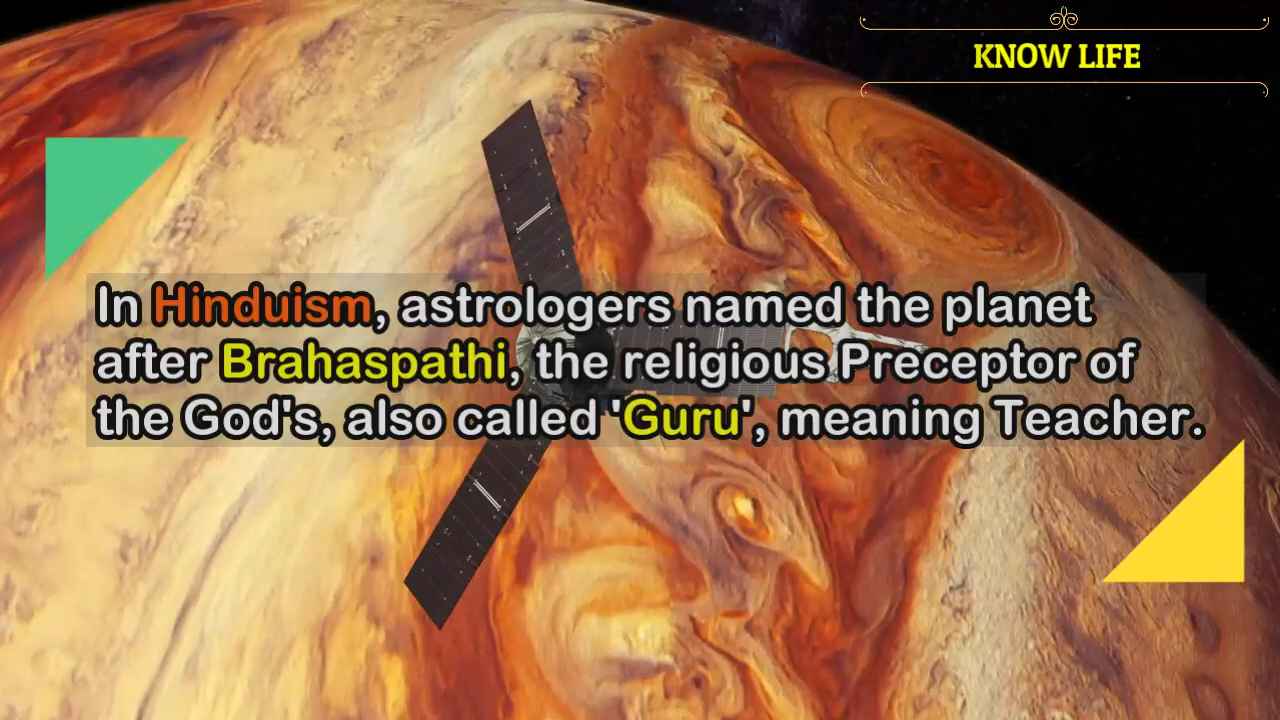 KNOW LIFE
In Hinduism, astrologers named the planet
after Brahaspathi, the religious Preceptor of
the God's, also called 'Guru', meaning Teacher.